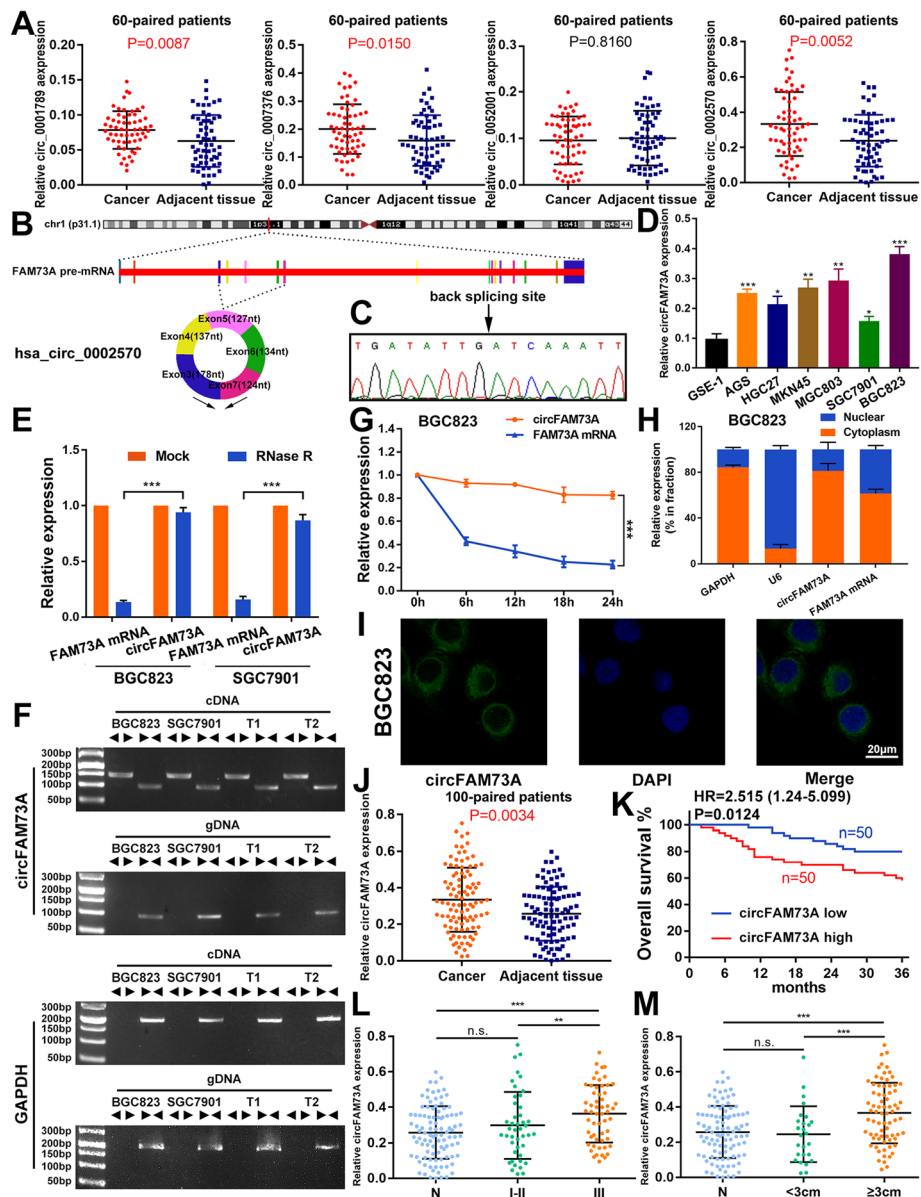 A
60-paired patients
P=0.0087
Relative circ_0001789 aexpression
0.20
0.15
0.10
0.05
0.00
Cancer
Adjacent tissue
60-paired patients
P=0.0150
Relative circ_0007376 aexpression
0.5
0.4
0.3
0.2
0.1
0.0
Cancer
Adjacent tissue
60-paired patients
P=0.8160
Relative circ_0052001 aexpression
0.3
0.2
0.1
0.0
Cancer
Adjacent tissue
60-paired patients
P=0.0052
Relative circ_0002570 aexpression
0.8
0.6
0.4
0.2
0.0
Cancer
Adjacent tissue
B
chr1 (p31.1)
1q12
1q41
q43
44
FAM73A pre-mRNA
hsa_circ_0002570
Exon5(127nt)
Exon4(137nt)
Exon6(134nt)
Exon3(178nt)
Exon7(124nt)
C
back splicing site
T G A T A T T G A T C A A A T T
D
Relative circFAM73A expression
0.5
0.4
0.3
0.2
0.1
0.0
***
*
**
**
*
***
GSE-1
AGS
HGC27
MKN45
MGC803
SGC7901
BGC823
E
Mock
RNase R
Relative expression
1.5
1.0
0.5
0.0
***
***
FAM73A mRNA
circFAM73A
FAM73A mRNA
circFAM73A
BGC823
SGC7901
G
BGC823
circFAM73A
FAM73A mRNA
Relative expression
1.4
1.2
1.0
0.8
0.6
0.4
0.2
0.0
***
0h
6h
12h
18h
24h
H
BGC823
Nuclear
Cytoplasm
Relative expression
(% in fraction)
120
80
40
0
GAPDH
U6
circFAM73A
FAM73A mRNA
I
BGC823
20μm
circFAM73A
DAPI
Merge
F
circFAM73A
cDNA
BGC823 SGC7901 T1 T2
300bp
200bp
150bp
100bp
50bp
gDNA
BGC823 SGC7901 T1 T2
300bp
200bp
150bp
100bp
50bp
GAPDH
cDNA
BGC823 SGC7901 T1 T2
300bp
200bp
150bp
100bp
50bp
gDNA
BGC823 SGC7901 T1 T2
300bp
200bp
150bp
100bp
50bp
J
100-paired patients
P=0.0034
Relative circFAM73A expression
0.8
0.6
0.4
0.2
0.0
Cancer
Adjacent tissue
K
HR=2.515 (1.24-5.099)
P=0.0124
Overall survival %
100
80
60
40
20
0
n=50
n=50
circFAM73A low
circFAM73A high
0 6 12 18 24 30 36
months
L
Relative circFAM73A expression
0.8
0.6
0.4
0.2
0.0
***
n.s.
**
N
I-II
III
M
Relative circFAM73A expression
0.8
0.6
0.4
0.2
0.0
***
n.s.
***
N
<3cm
≥3cm